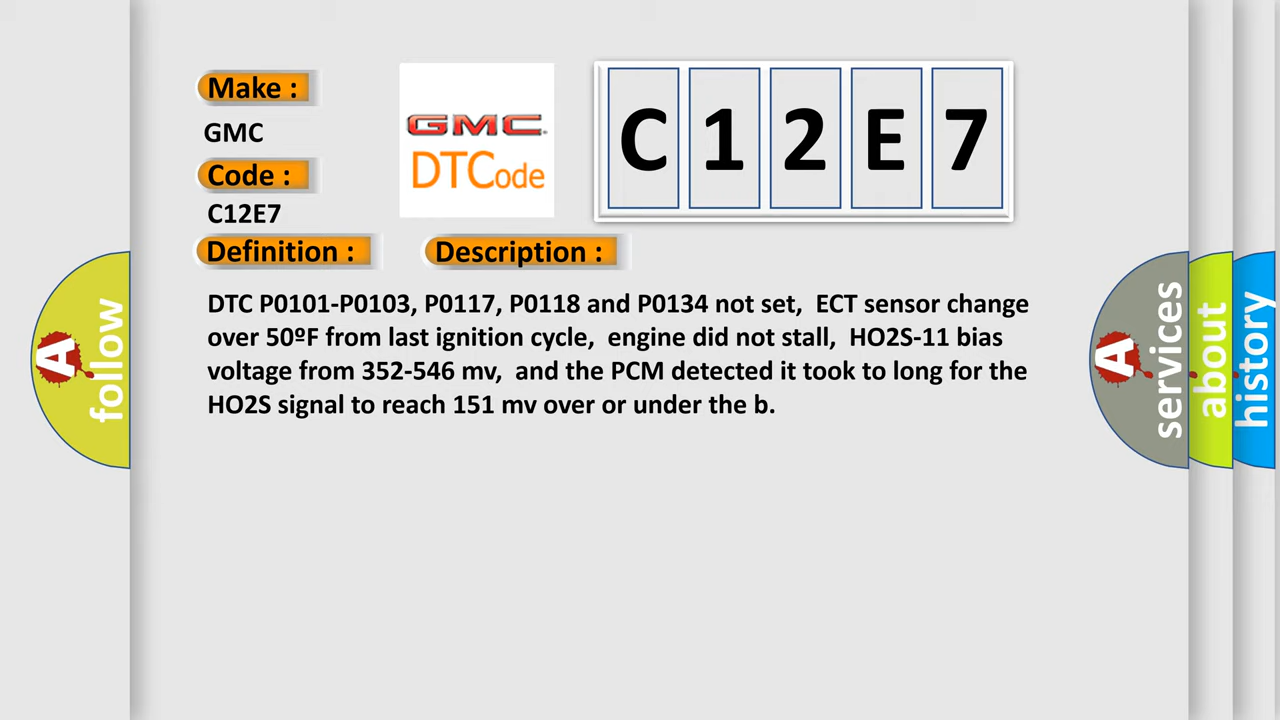 Make :
GMC
Code :
C12E7
Definition :
Description :
GMC
DTCode
C12E7
DTC P0101-P0103, P0117, P0118 and P0134 not set, ECT sensor change
over 50ºF from last ignition cycle, engine did not stall, HO2S-11 bias
voltage from 352-546 mv, and the PCM detected it took to long for the
HO2S signal to reach 151 mv over or under the b.
A follow
A services
about
history